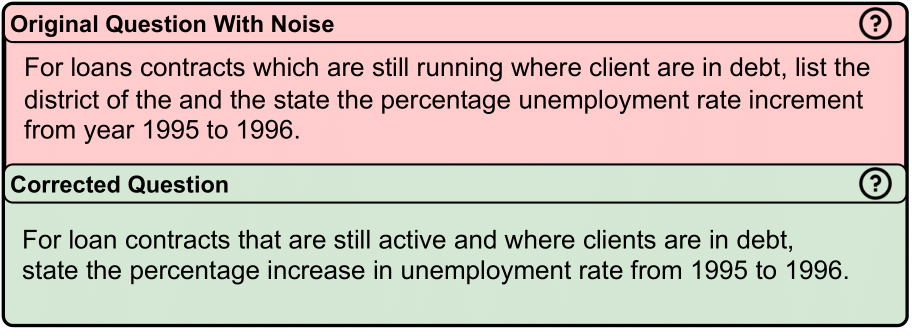 Original Question With Noise ?
For loans contracts which are still running where client are in debt, list the
district of the and the state the percentage unemployment rate increment
from year 1995 to 1996.
Corrected Question ?
For loan contracts that are still active and where clients are in debt,
state the percentage increase in unemployment rate from 1995 to 1996.